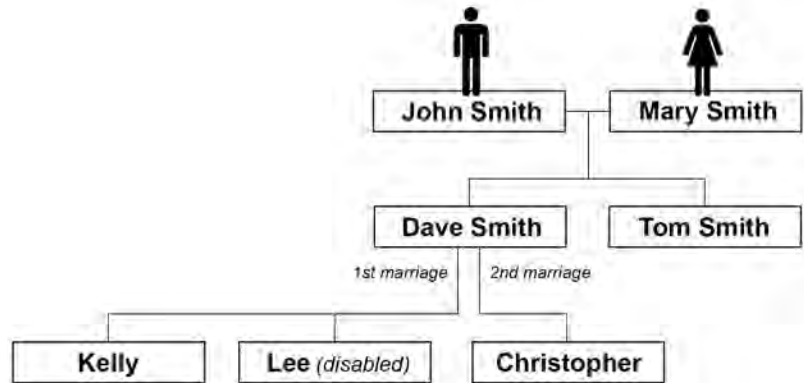 John Smith
Mary Smith
Dave Smith
Tom Smith
1st marriage
2nd marriage
Kelly
Lee (disabled)
Christopher